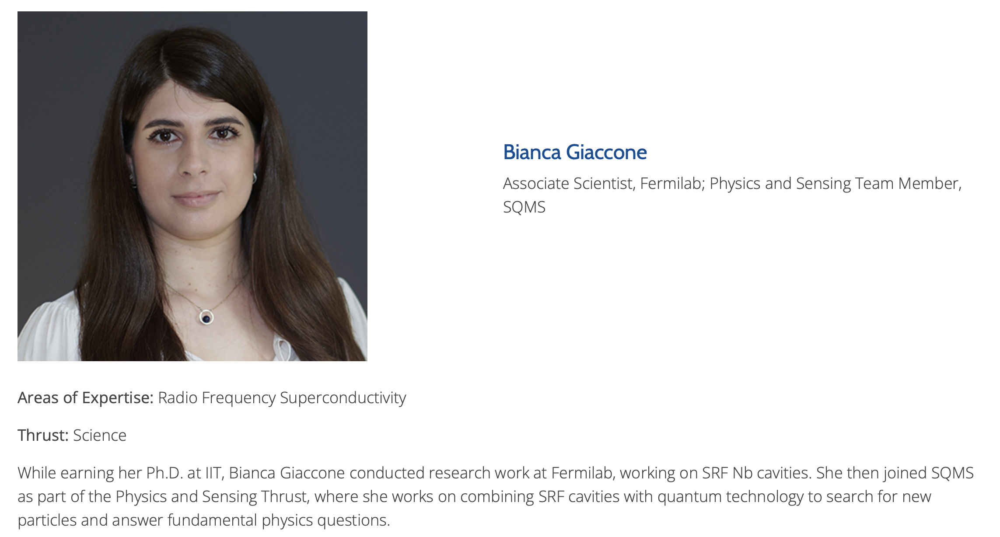 Bianca Giaccone
Associate Scientist, Fermilab; Physics and Sensing Team Member,
SQMS
Areas of Expertise: Radio Frequency Superconductivity
Thrust: Science
While earning her Ph.D. at IIT, Bianca Giaccone conducted research work at Fermilab, working on SRF Nb cavities. She then joined SQMS
as part of the Physics and Sensing Thrust, where she works on combining SRF cavities with quantum technology to search for new
particles and answer fundamental physics questions.